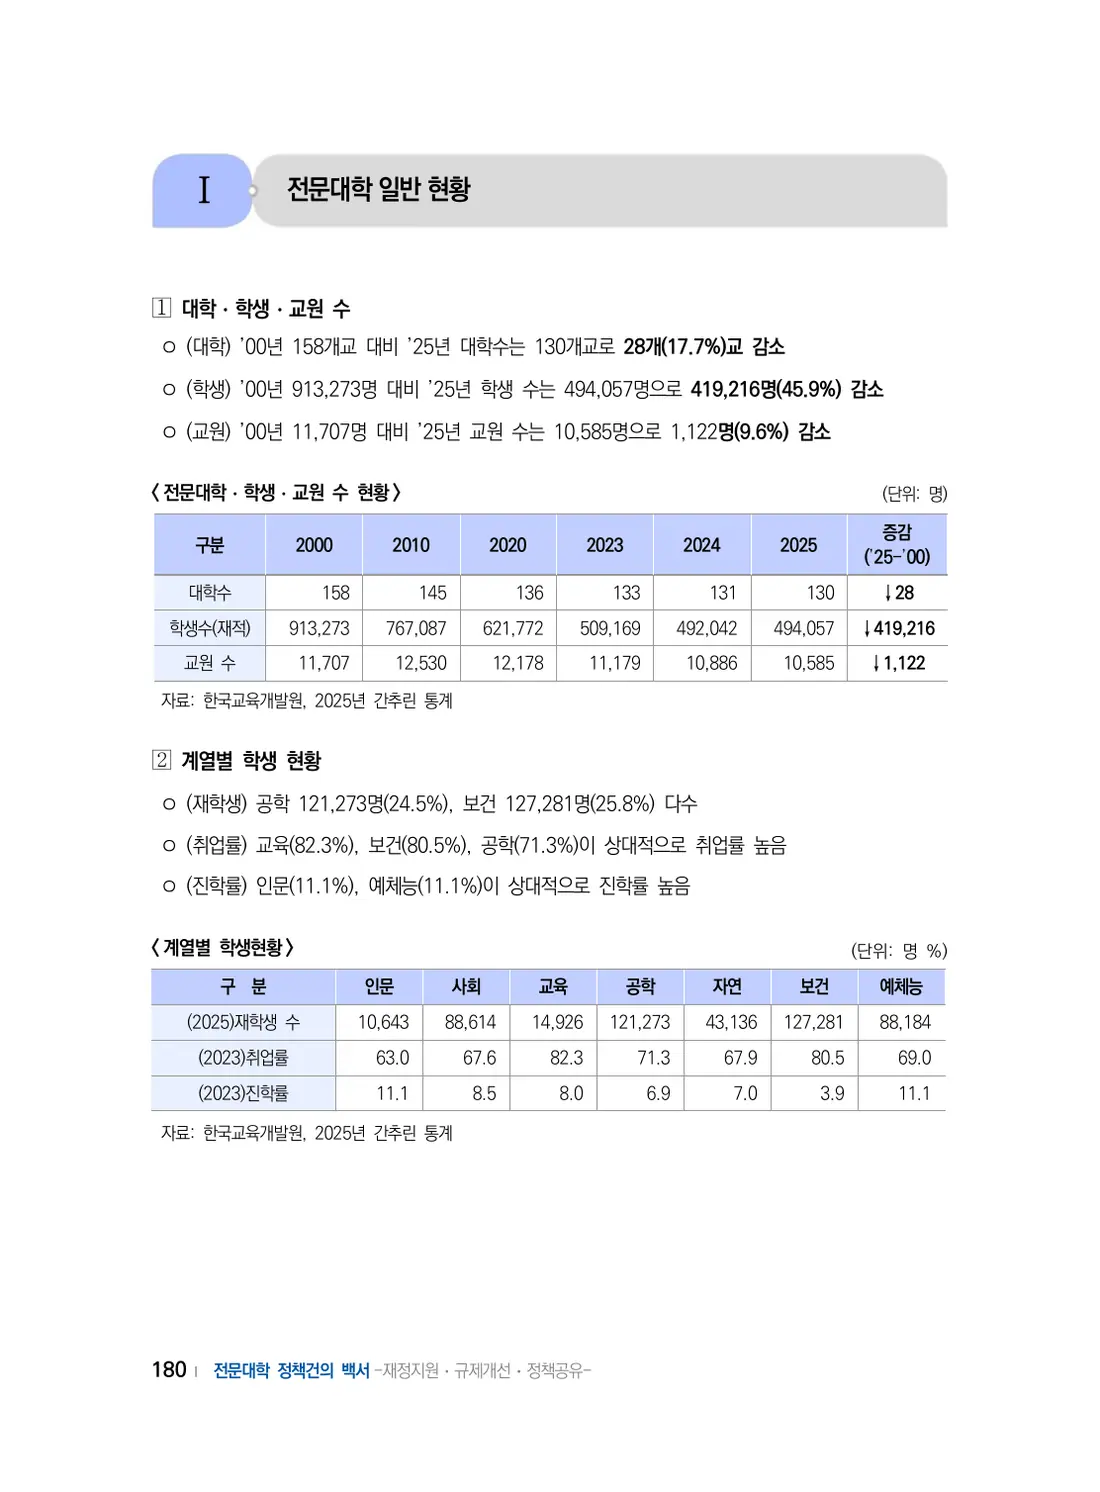 Ⅰ 전문대학 일반 현황
1 대학·학생·교원 수
ㅇ (대학) ’00년 158개교 대비 ’25년 대학수는 130개교로 28개(17.7%)교 감소
ㅇ (학생) ’00년 913,273명 대비 ’25년 학생 수는 494,057명으로 419,216명(45.9%) 감소
ㅇ (교원) ’00년 11,707명 대비 ’25년 교원 수는 10,585명으로 1,122명(9.6%) 감소
< 전문대학·학생·교원 수 현황 > (단위: 명)
구분 2000 2010 2020 2023 2024 2025 증감
(’25-’00)
대학수 158 145 136 133 131 130 ↓28
학생수(재적) 913,273 767,087 621,772 509,169 492,042 494,057 ↓419,216
교원 수 11,707 12,530 12,178 11,179 10,886 10,585 ↓1,122
자료: 한국교육개발원, 2025년 간추린 통계
2 계열별 학생 현황
ㅇ (재학생) 공학 121,273명(24.5%), 보건 127,281명(25.8%) 다수
ㅇ (취업률) 교육(82.3%), 보건(80.5%), 공학(71.3%)이 상대적으로 취업률 높음
ㅇ (진학률) 인문(11.1%), 예체능(11.1%)이 상대적으로 진학률 높음
< 계열별 학생현황 > (단위: 명 %)
구 분 인문 사회 교육 공학 자연 보건 예체능
(2025)재학생 수 10,643 88,614 14,926 121,273 43,136 127,281 88,184
(2023)취업률 63.0 67.6 82.3 71.3 67.9 80.5 69.0
(2023)진학률 11.1 8.5 8.0 6.9 7.0 3.9 11.1
자료: 한국교육개발원, 2025년 간추린 통계
180 | 전문대학 정책건의 백서 -재정지원·규제개선·정책공유-